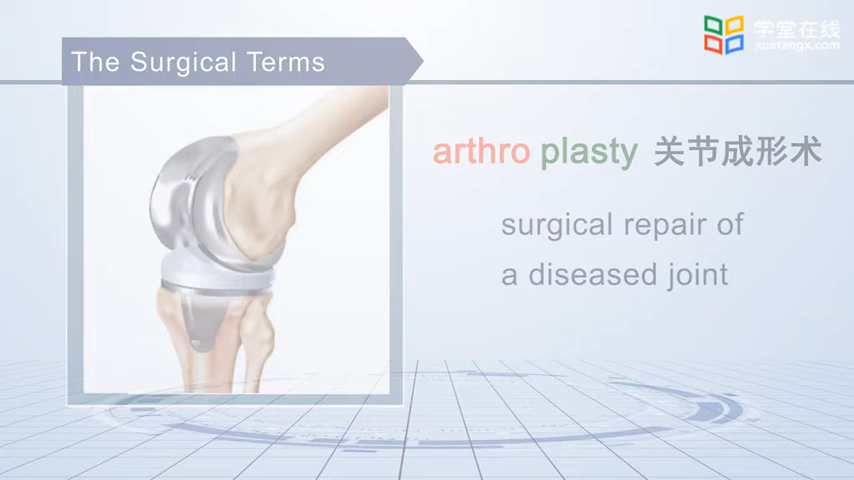 The Surgical Terms
学堂在线
xuetangx.com
arthro plasty 关节成形术
surgical repair of
a diseased joint